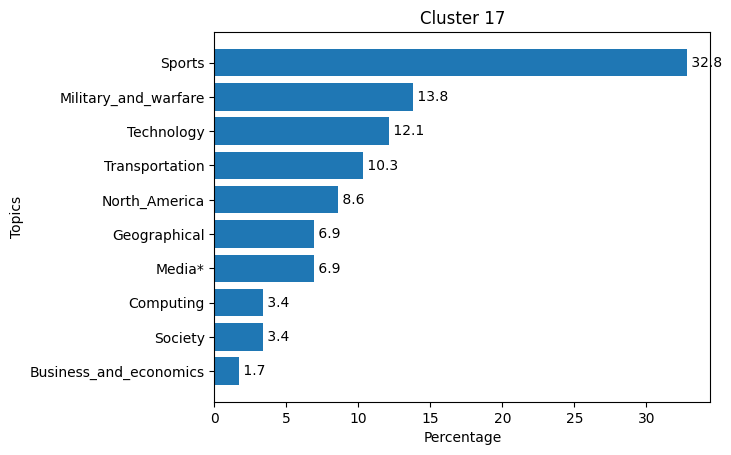 Cluster 17
Topics
Sports 32.8
Military_and_warfare 13.8
Technology 12.1
Transportation 10.3
North_America 8.6
Geographical 6.9
Media* 6.9
Computing 3.4
Society 3.4
Business_and_economics 1.7
0 5 10 15 20 25 30
Percentage